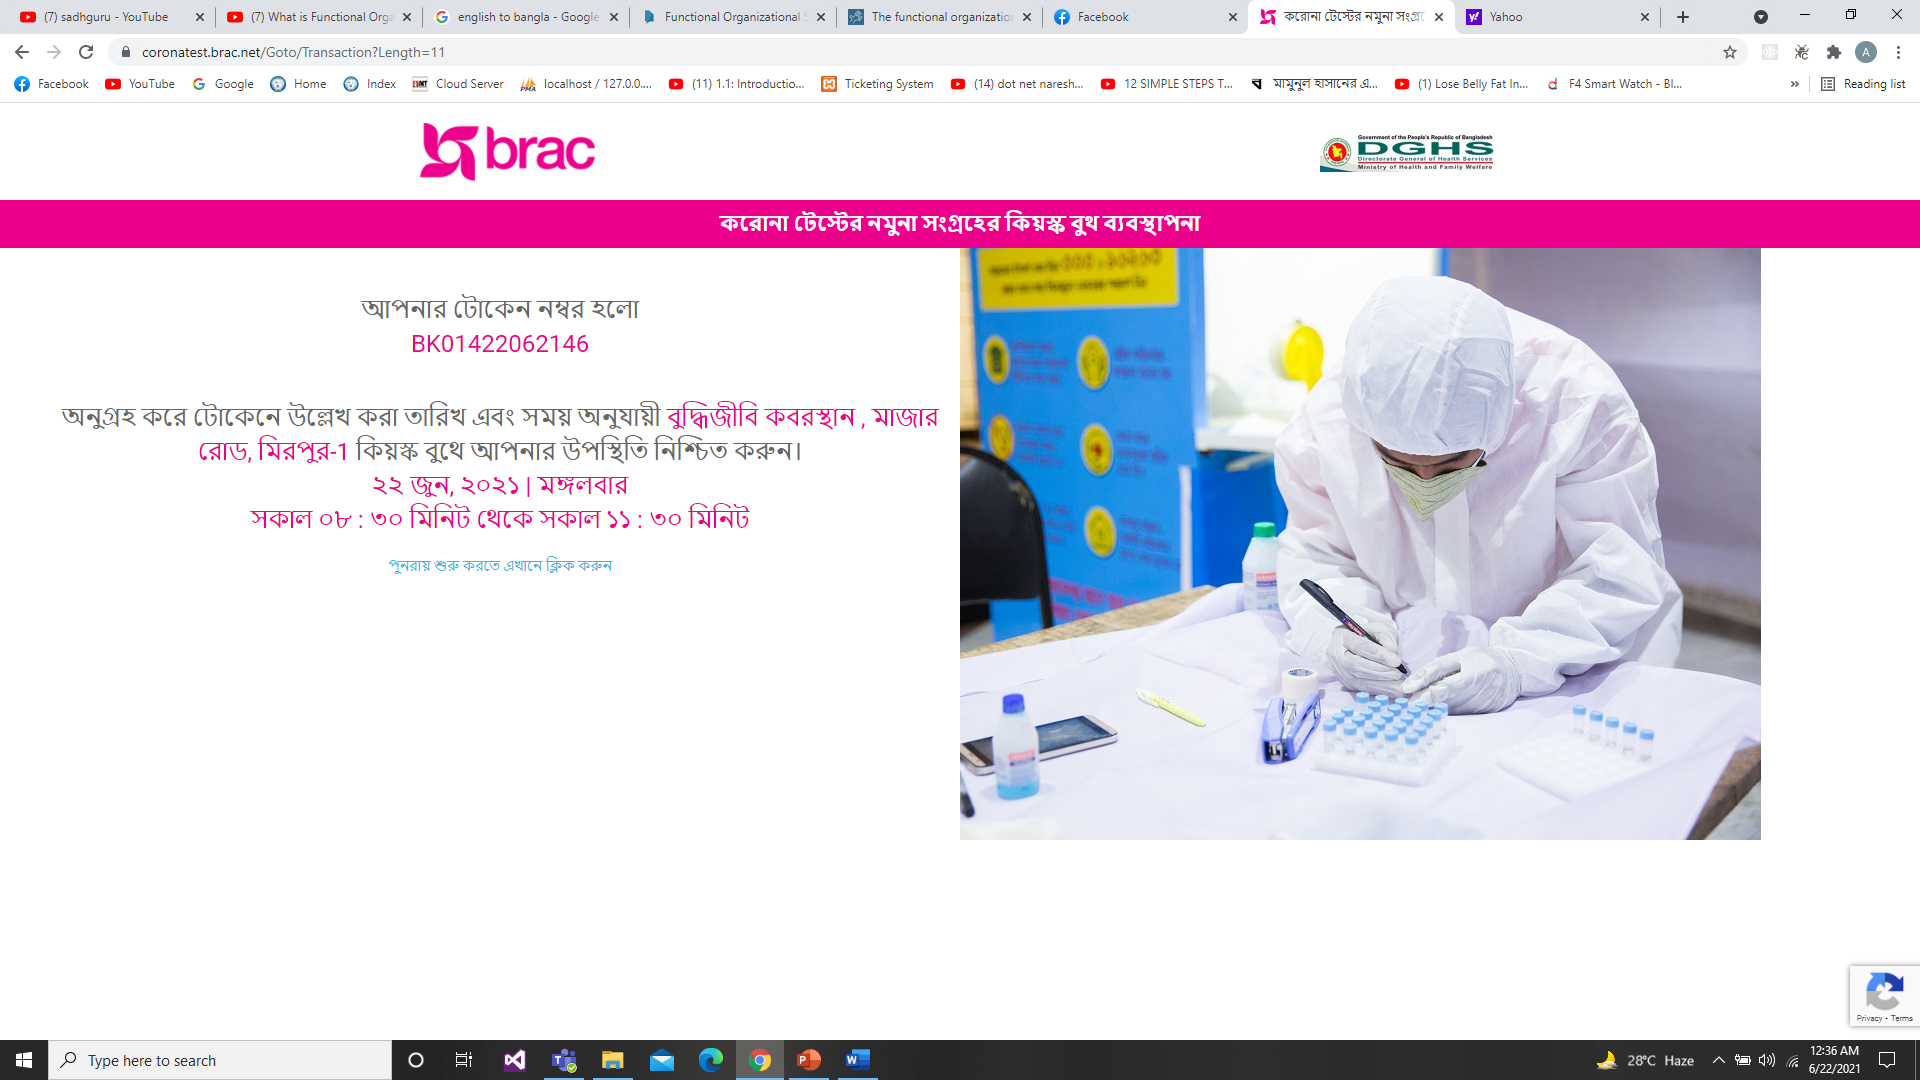 (7) sadhguru - YouTube
(7) What is Functional Orga
english to bangla - Google
Functional Organizational S
The functional organization
Facebook
করোনা টেস্টের নমুনা সংগ্রহে
Yahoo
coronatest.brac.net/Goto/Transaction?Length=11
A
Facebook
YouTube
Google
Home
Index
Cloud Server
localhost / 127.0.0....
(11) 1.1: Introductio...
Ticketing System
(14) dot net naresh...
12 SIMPLE STEPS T...
মামুনুল হাসানের এ...
(1) Lose Belly Fat In...
F4 Smart Watch - Bl...
Reading list
brac
Government of the People's Republic of Bangladesh
DGHS
Directorate General of Health Services
Ministry of Health and Family Welfare
করোনা টেস্টের নমুনা সংগ্রহের কিয়স্ক বুথ ব্যবস্থাপনা
আপনার টোকেন নম্বর হলো
BK01422062146
অনুগ্রহ করে টোকেনে উল্লেখ করা তারিখ এবং সময় অনুযায়ী বুদ্ধিজীবি কবরস্থান , মাজার
রোড, মিরপুর-1 কিয়স্ক বুথে আপনার উপস্থিতি নিশ্চিত করুন।
২২ জুন, ২০২১ | মঙ্গলবার
সকাল ০৮ : ৩০ মিনিট থেকে সকাল ১১ : ৩০ মিনিট
পুনরায় শুরু করতে এখানে ক্লিক করুন
Privacy - Terms
Type here to search
28°C Haze
12:36 AM
6/22/2021